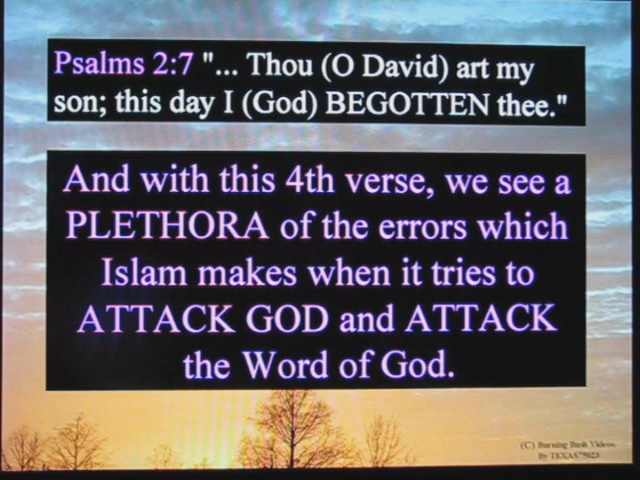 Psalms 2:7 "... Thou (O David) art my
son; this day I (God) BEGOTTEN thee."
And with this 4th verse, we see a
PLETHORA of the errors which
Islam makes when it tries to
ATTACK GOD and ATTACK
the Word of God.
(C) Burning Bush Videos.
By TEXAS75023